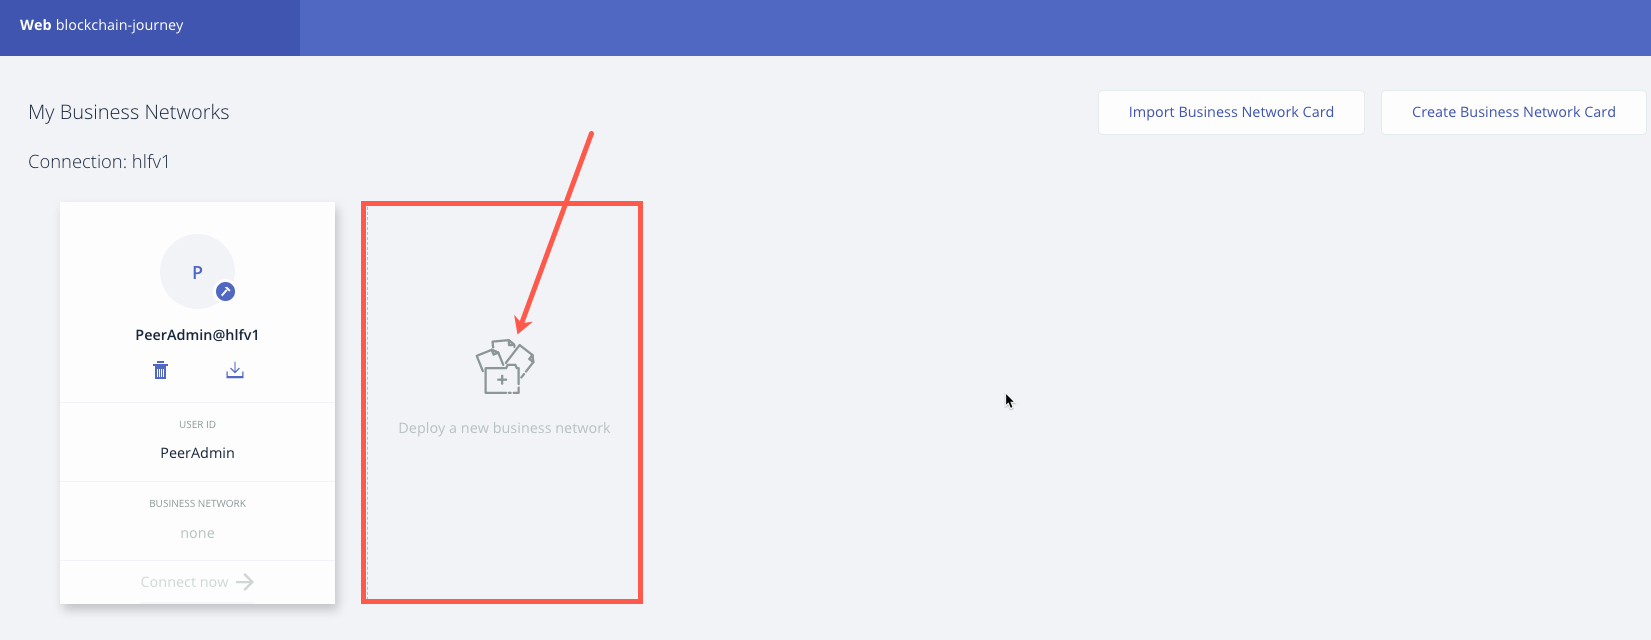 Web blockchain-journey
My Business Networks
Import Business Network Card
Create Business Network Card
Connection: hlfv1
P
PeerAdmin@hlfv1
USER ID
PeerAdmin
BUSINESS NETWORK
none
Connect now
Deploy a new business network